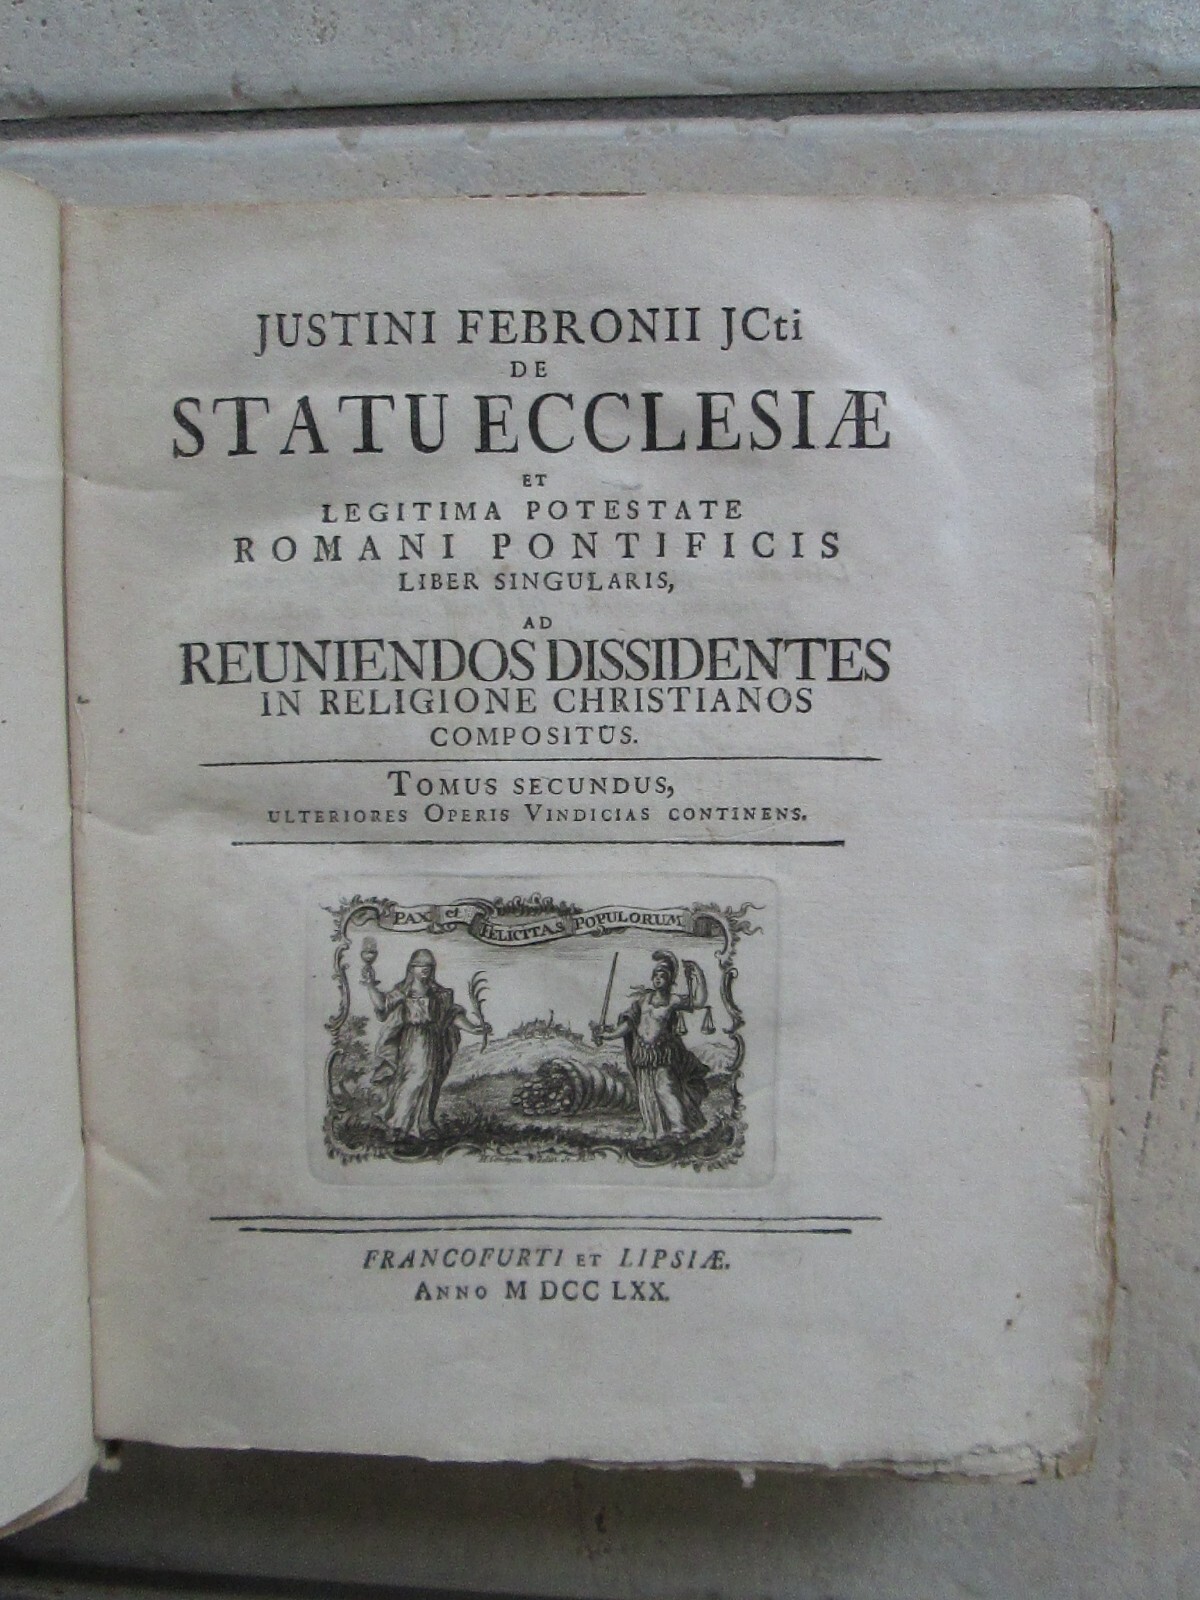 JUSTINI FEBRONII JCti
DE
STATU ECCLESIÆ
ET
LEGITIMA POTESTATE
ROMANI PONTIFICIS
LIBER SINGULARIS,
AD
REUNIENDOS DISSIDENTES
IN RELIGIONE CHRISTIANOS
COMPOSITUS.
TOMUS SECUNDUS,
ULTERIORES OPERIS VINDICIAS CONTINENS.
PAX et FELICITAS POPULORUM
FRANCOFURTI ET LIPSIÆ.
ANNO M DCC LXX.